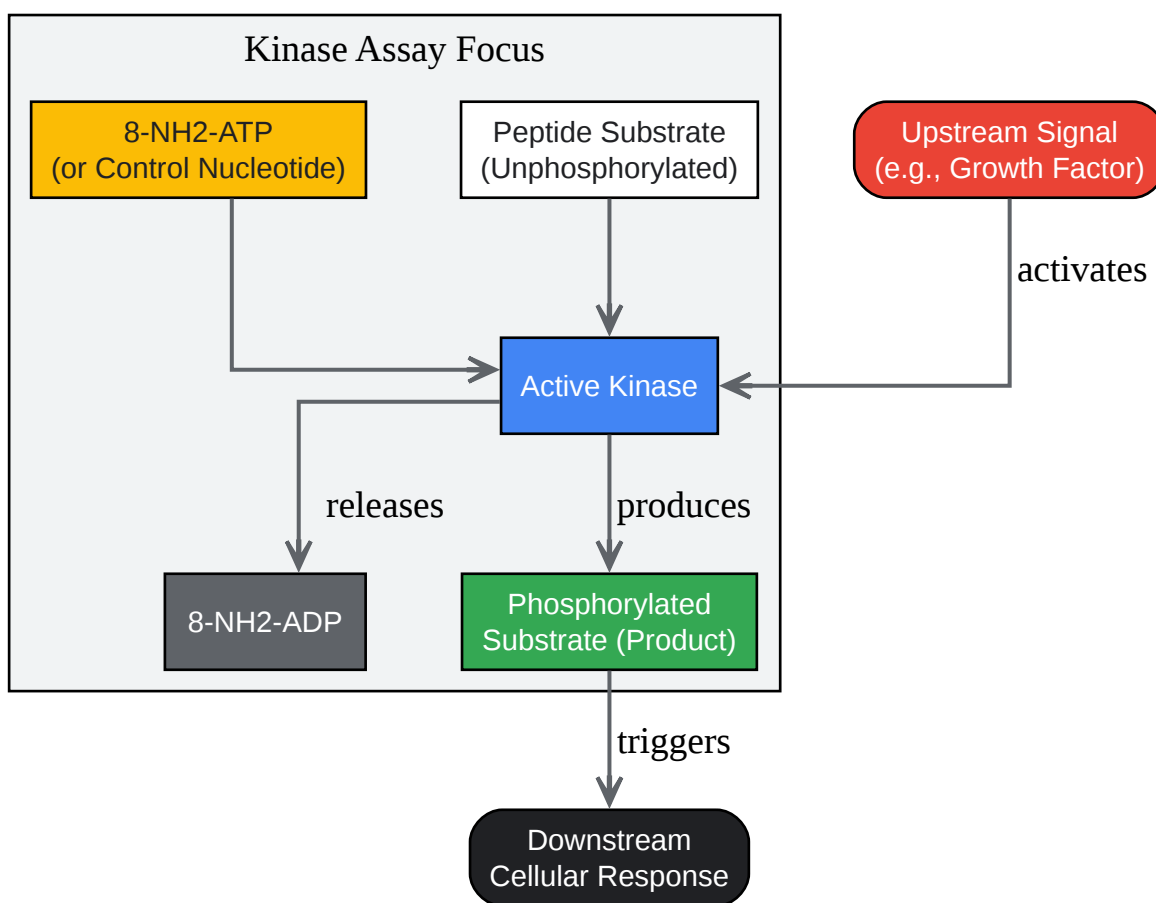 Kinase Assay Focus
8-NH2-ATP
(or Control Nucleotide)
Peptide Substrate
(Unphosphorylated)
Upstream Signal
(e.g., Growth Factor)
activates
Active Kinase
releases
produces
8-NH2-ADP
Phosphorylated
Substrate (Product)
triggers
Downstream
Cellular Response